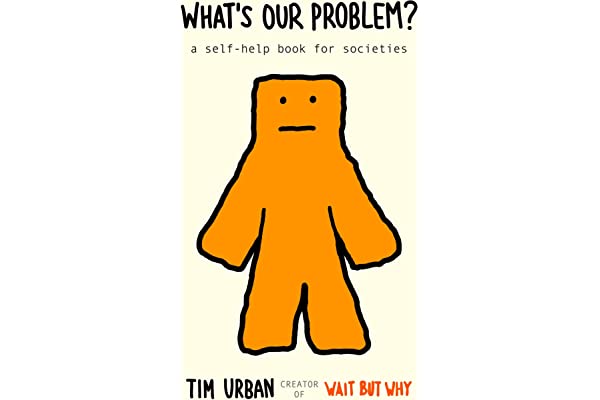 WHAT'S OUR PROBLEM?
a self-help book for societies
TIM URBAN CREATOR OF WAIT BUT WHY